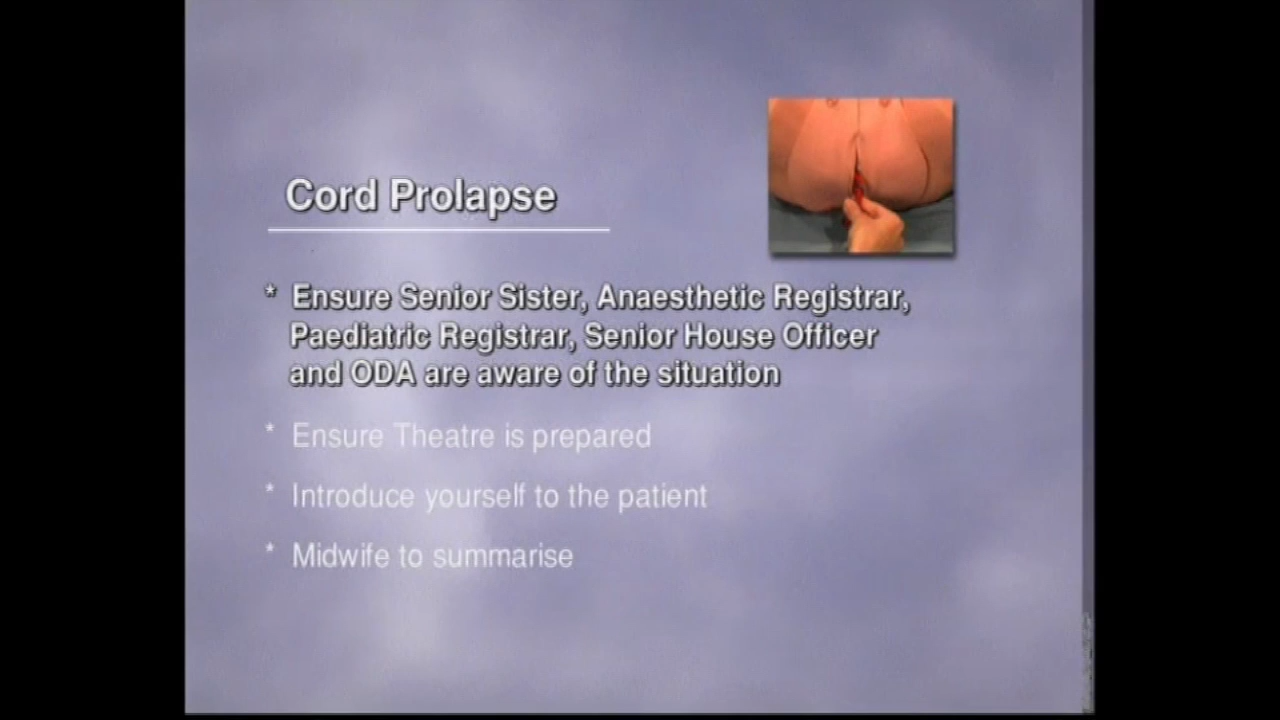 Cord Prolapse
* Ensure Senior Sister, Anaesthetic Registrar,
Paediatric Registrar, Senior House Officer
and ODA are aware of the situation
* Ensure Theatre is prepared
* Introduce yourself to the patient
* Midwife to summarise